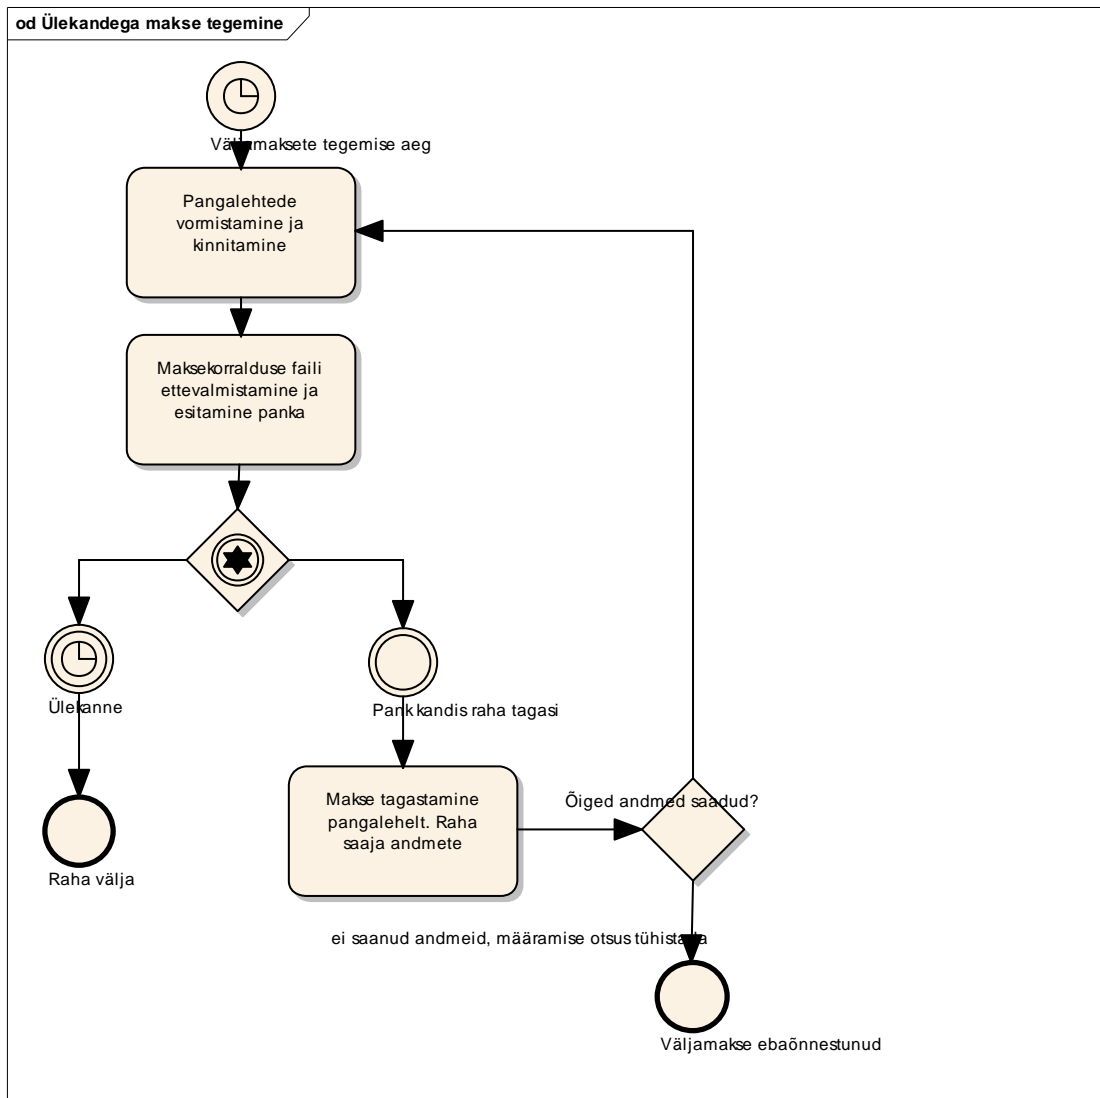 od Ülekandega makse tegemine
Väljamaksete tegemise aeg
Pangalehtede
vormistamine ja
kinnitamine
Maksekorralduse faili
ettevalmistamine ja
esitamine panka
Ülekanne
Pank kandis raha tagasi
Raha välja
Makse tagastamine
pangalehelt. Raha
saaja andmete
Õiged andmed saadud?
ei saanud andmeid, määramise otsus tühistada
Väljamakse ebaõnnestunud